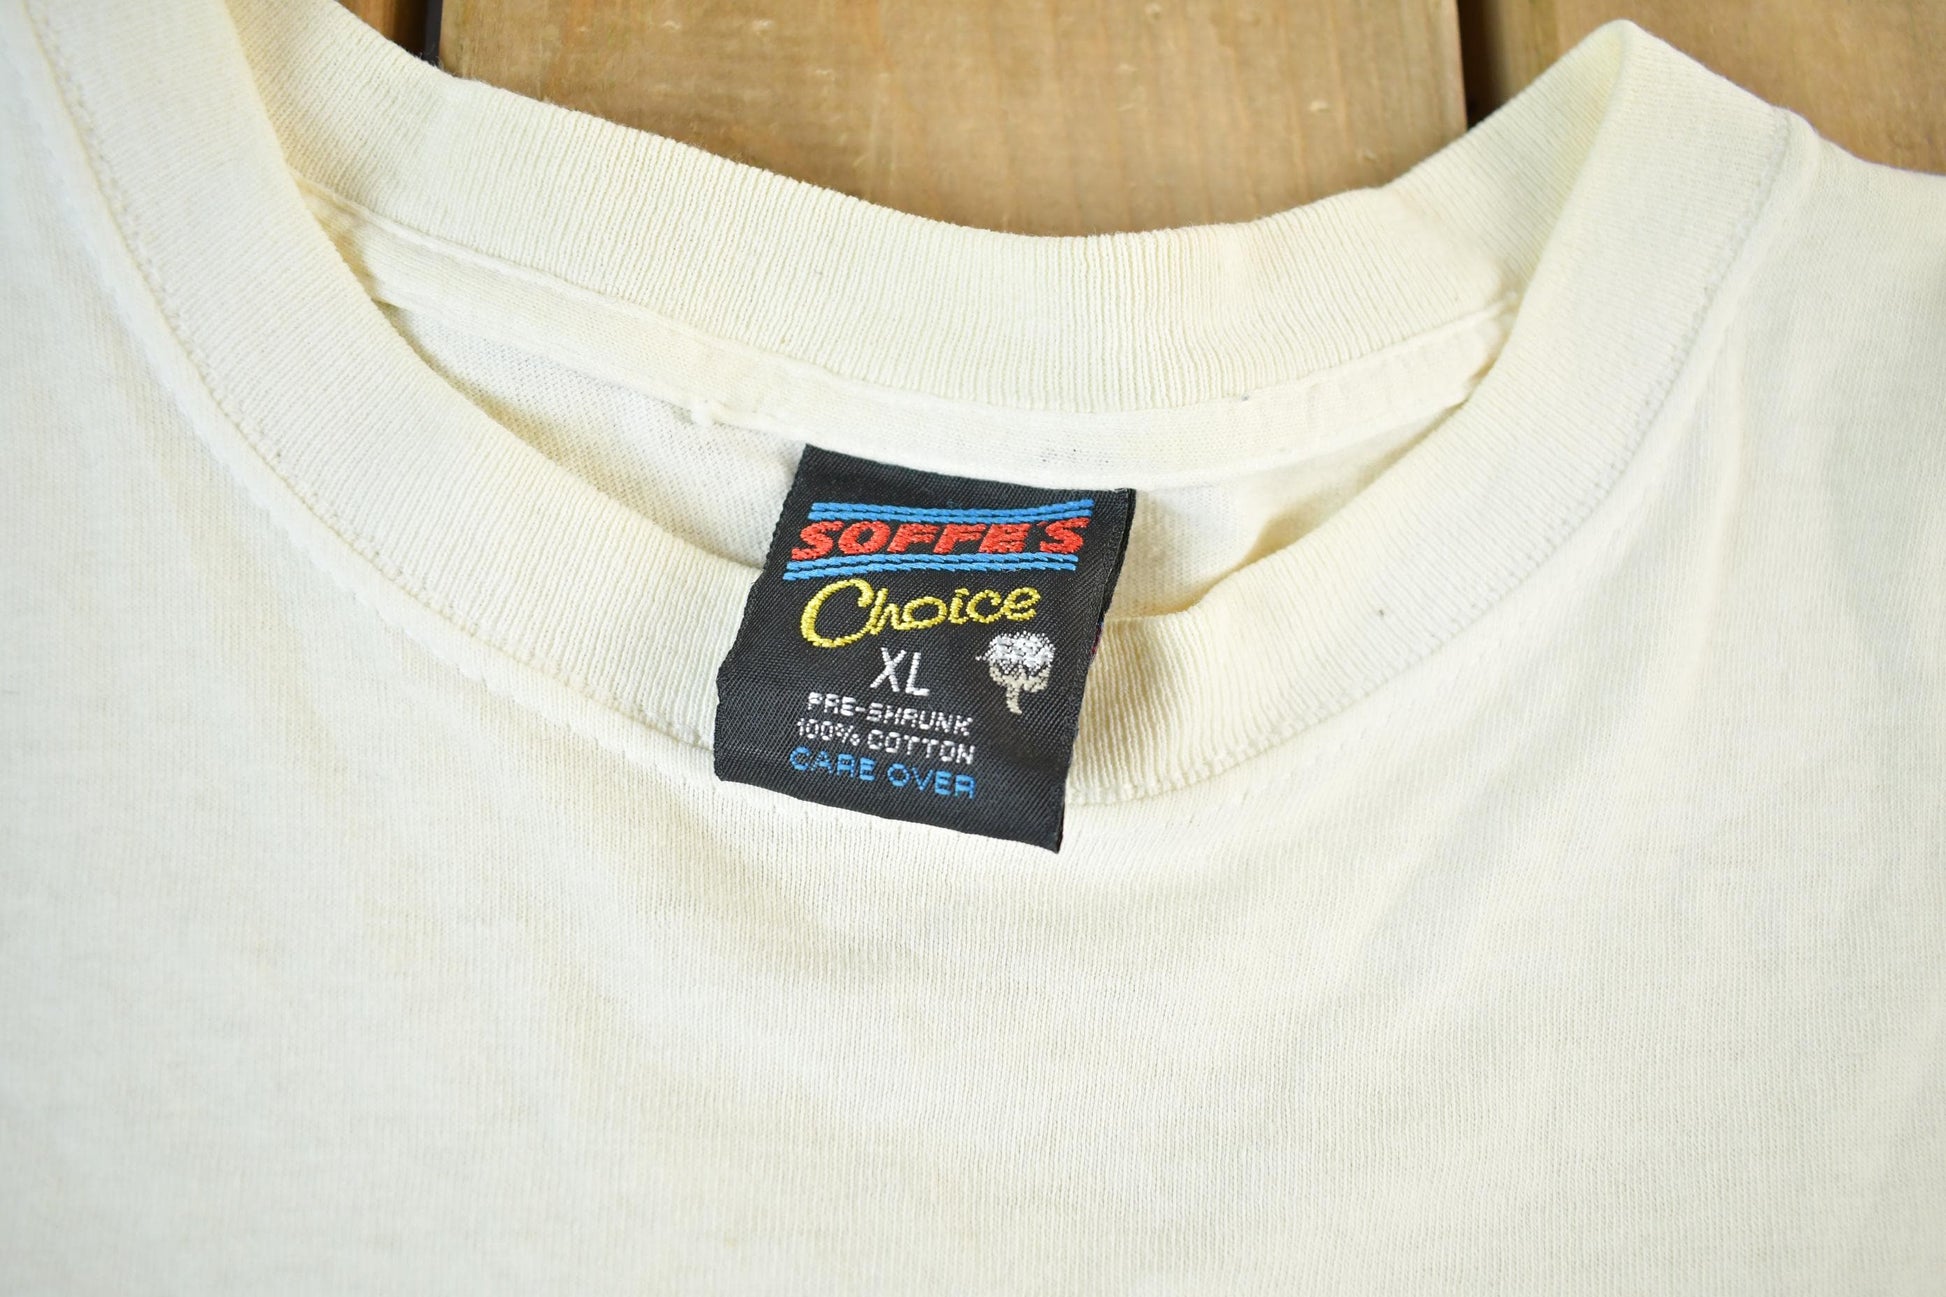 SOFFE'S
Choice
XL
PRE-SHRUNK
100% COTTON
CARE OVER